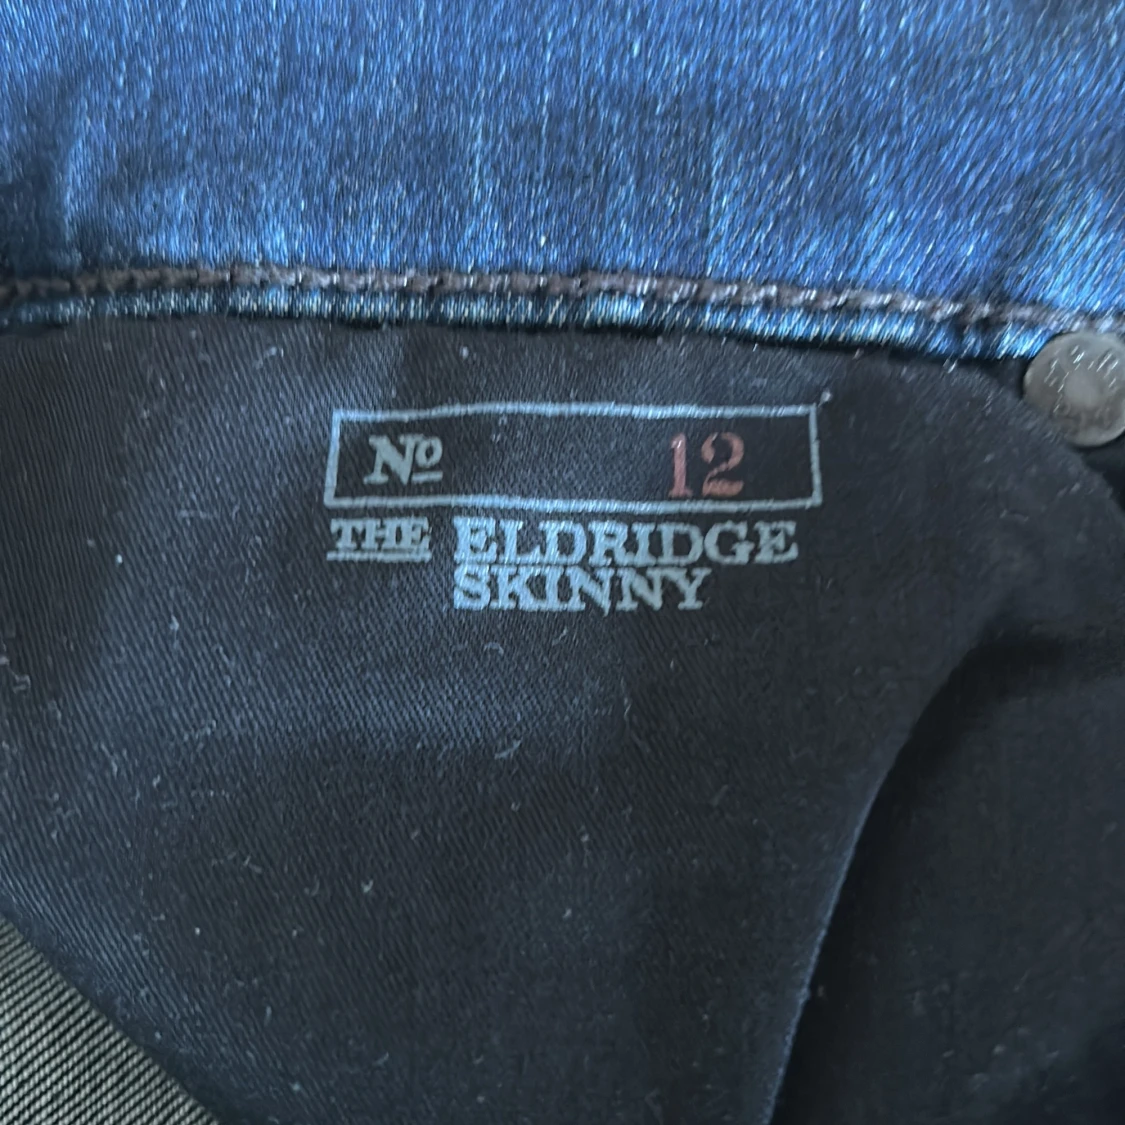 No 12
THE ELDRIDGE
SKINNY